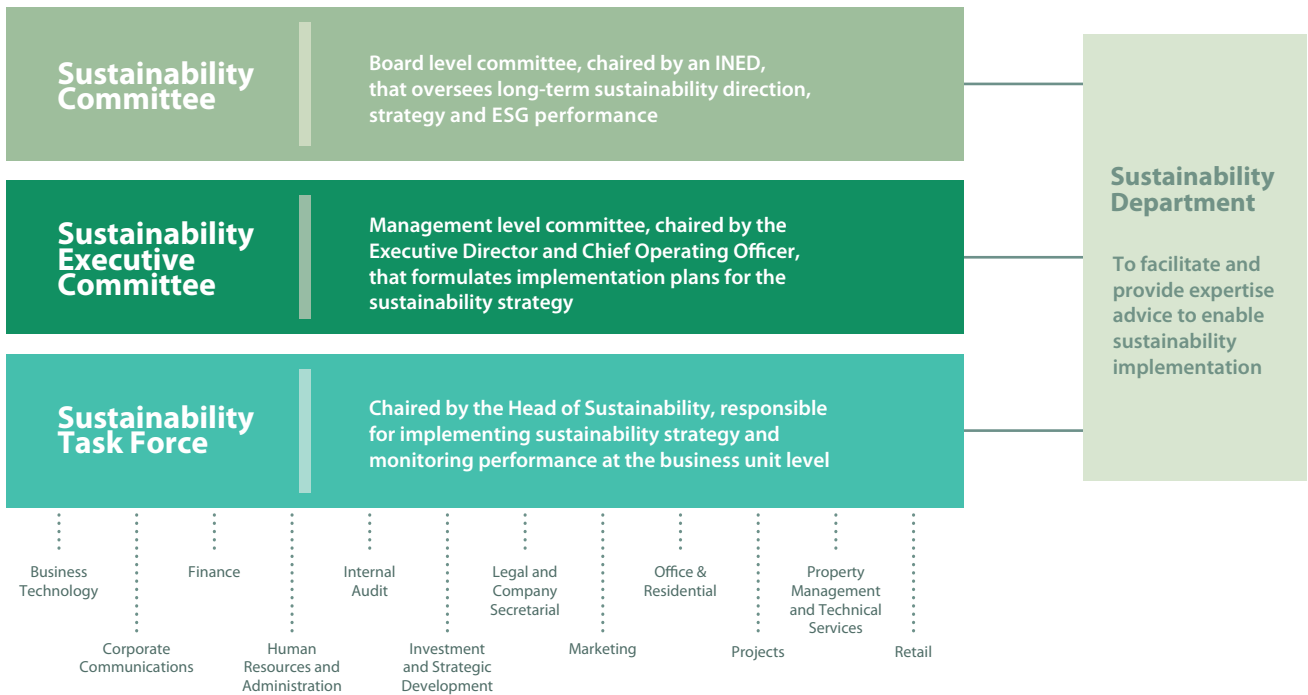 Sustainability
Committee
Board level committee, chaired by an INED,
that oversees long-term sustainability direction,
strategy and ESG performance
Sustainability
Executive
Committee
Management level committee, chaired by the
Executive Director and Chief Operating Officer,
that formulates implementation plans for the
sustainability strategy
Sustainability
Task Force
Chaired by the Head of Sustainability, responsible
for implementing sustainability strategy and
monitoring performance at the business unit level
Sustainability
Department
To facilitate and
provide expertise
advice to enable
sustainability
implementation
Business
Technology
Corporate
Communications
Finance
Human
Resources and
Administration
Internal
Audit
Investment
and Strategic
Development
Legal and
Company
Secretarial
Marketing
Office &
Residential
Projects
Property
Management
and Technical
Services
Retail